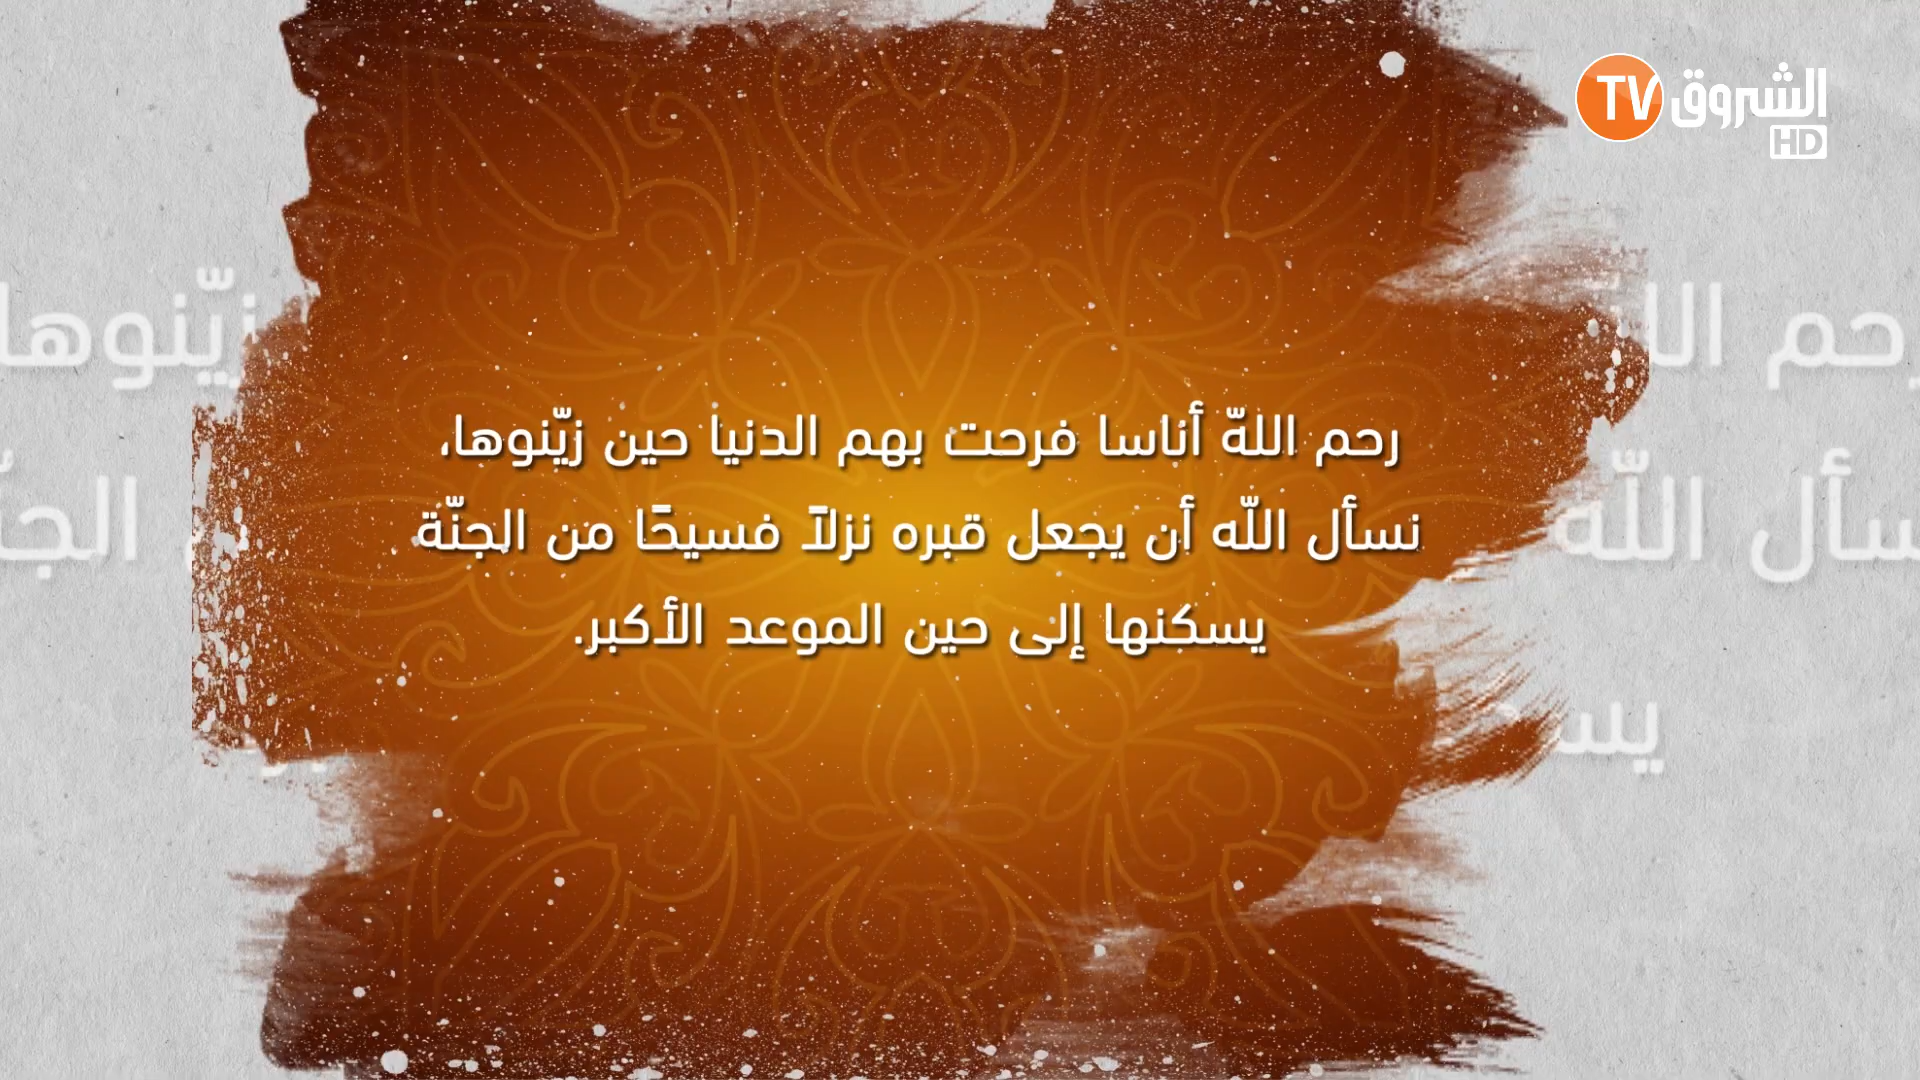 الشروق TV
HD
رحم اللهّ أناسا فرحت بهم الدنيا حين زيّنوها،
نسأل اللّه أن يجعل قبره نزلاً فسيحًا من الجنّة
يسكنها إلى حين الموعد الأكبر.